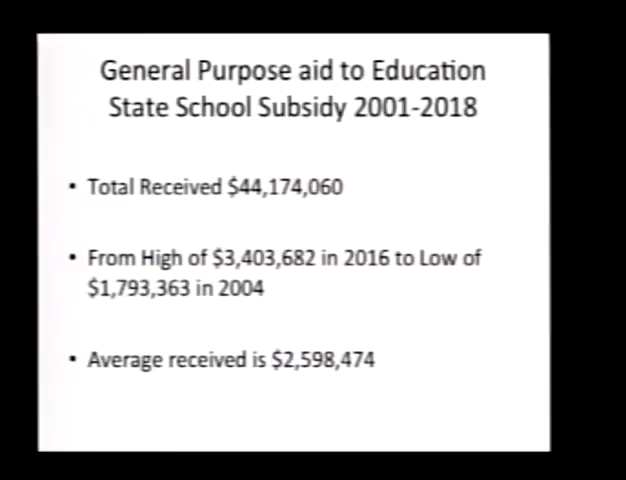 General Purpose aid to Education
State School Subsidy 2001-2018
• Total Received $44,174,060
• From High of $3,403,682 in 2016 to Low of
$1,793,363 in 2004
• Average received is $2,598,474